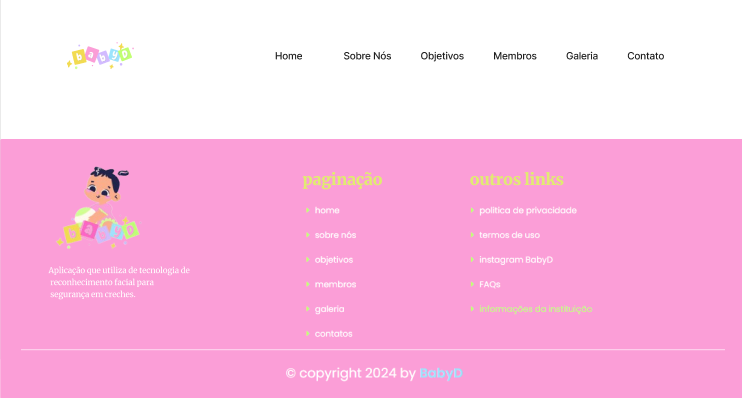 babyD
Home Sobre Nós Objetivos Membros Galeria Contato
babyD
Aplicação que utiliza de tecnologia de
reconhecimento facial para
segurança em creches.
paginação
home
sobre nós
objetivos
membros
galeria
contatos
outros links
politica de privacidade
termos de uso
instagram BabyD
FAQs
informações da instituição
© copyright 2024 by BabyD